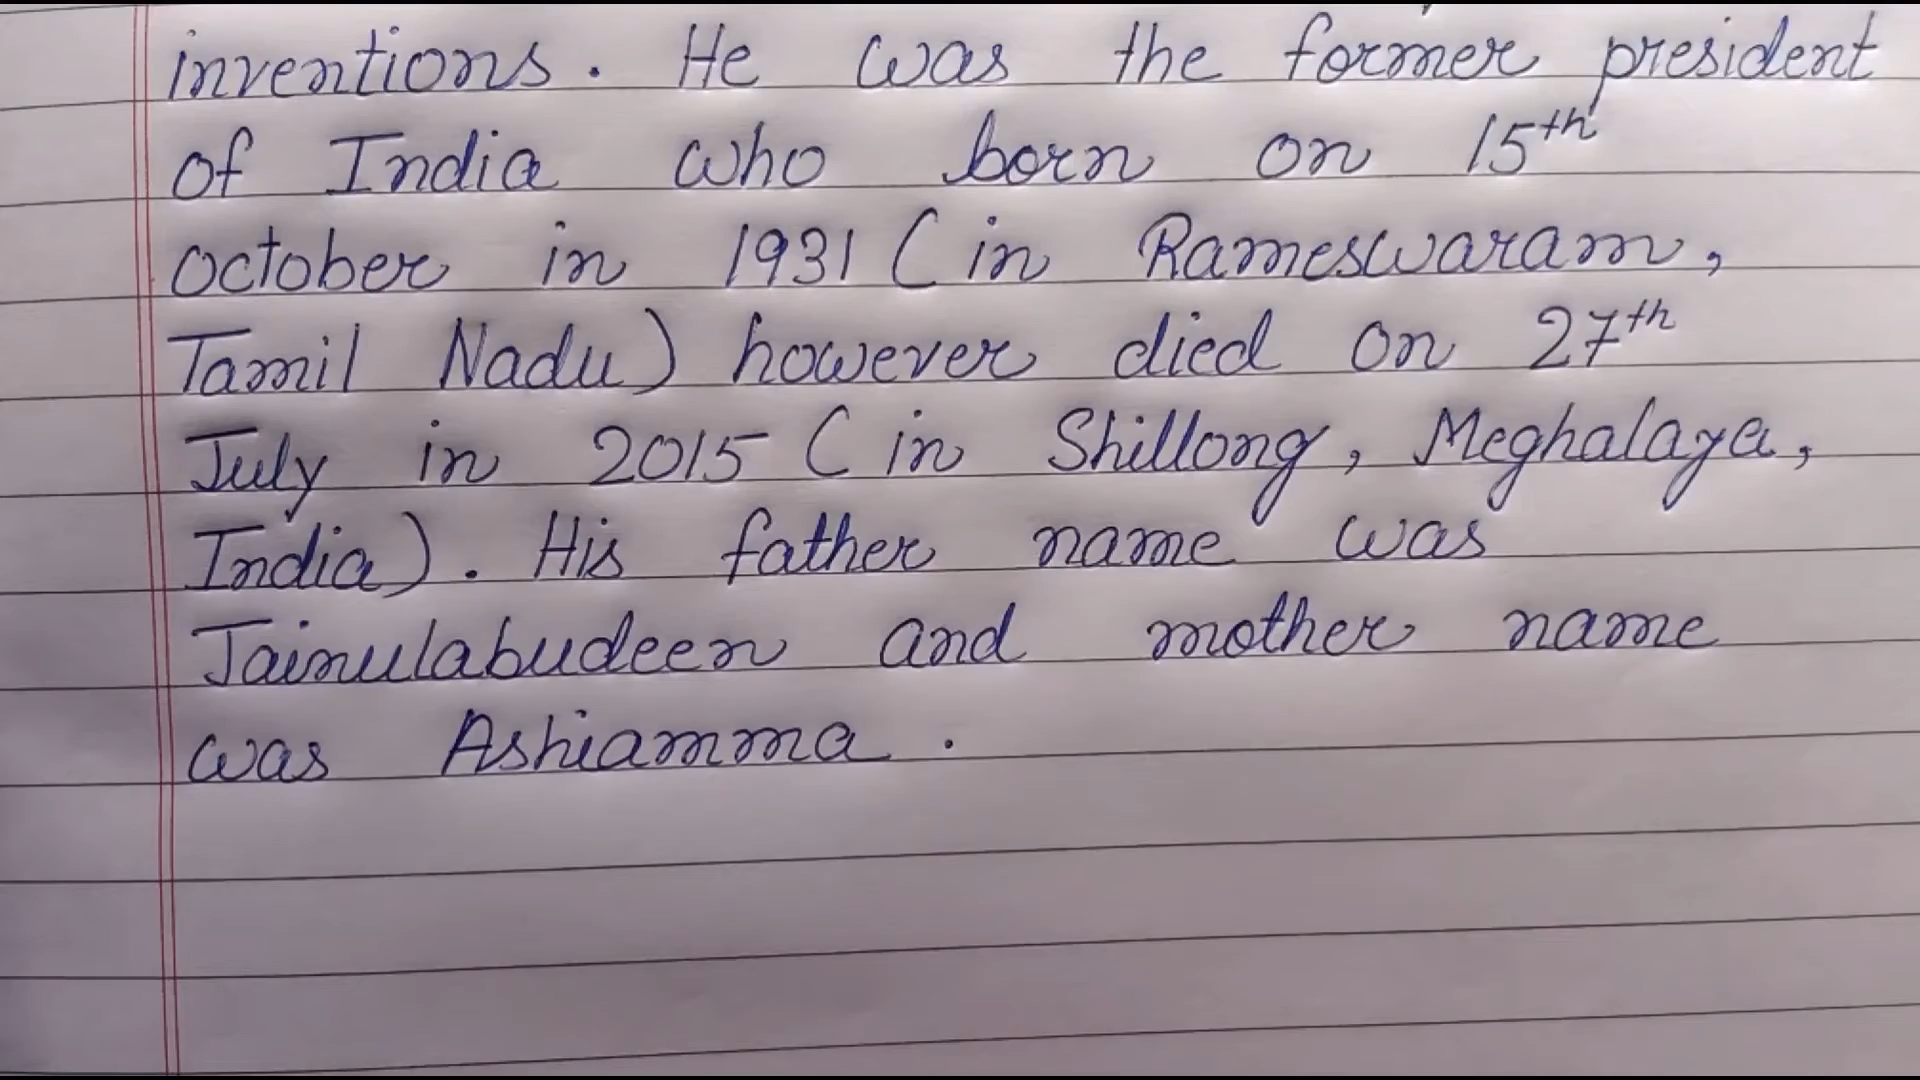 inventions. He was the former president
of India who born on 15th
October in 1931 (in Rameswaram,
Tamil Nadu) however died on 27th
July in 2015 (in Shillong, Meghalaya,
India). His father name was
Jainulabudeen and mother name
was Ashiamma.